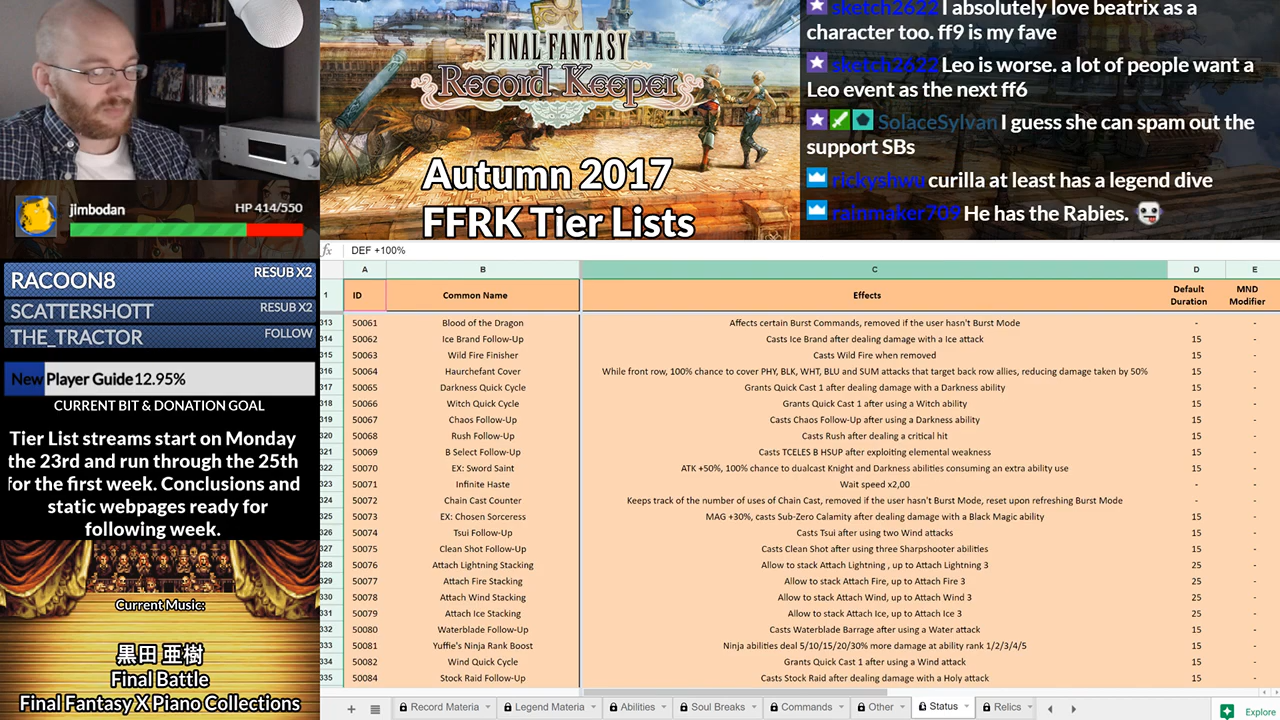 jimbodan
HP 414/550
RACOON8
RESUB X2
SCATTERSHOTT
RESUB X2
THE_TRACTOR
FOLLOW
New Player Guide 12.95%
CURRENT BIT & DONATION GOAL
Tier List streams start on Monday
the 23rd and run through the 25th
for the first week. Conclusions and
static webpages ready for
following week.
Current Music:
黒田 亜樹
Final Battle
Final Fantasy X Piano Collections
FINAL FANTASY
Record Keeper
Autumn 2017
FFRK Tier Lists
sketch2622 I absolutely love beatrix as a
character too. ff9 is my fave
sketch2622 Leo is worse. a lot of people want a
Leo event as the next ff6
SolaceSylvan I guess she can spam out the
support SBs
rickyshwu curilla at least has a legend dive
rainmaker709 He has the Rabies.
fx DEF +100%
A B C D E
1 ID Common Name Effects Default Duration MND Modifier
313 50061 Blood of the Dragon Affects certain Burst Commands, removed if the user hasn't Burst Mode - -
314 50062 Ice Brand Follow-Up Casts Ice Brand after dealing damage with a Ice attack 15 -
315 50063 Wild Fire Finisher Casts Wild Fire when removed 15 -
316 50064 Haurchefant Cover While front row, 100% chance to cover PHY, BLK, WHT, BLU and SUM attacks that target back row allies, reducing damage taken by 50% 15 -
317 50065 Darkness Quick Cycle Grants Quick Cast 1 after dealing damage with a Darkness ability 15 -
318 50066 Witch Quick Cycle Grants Quick Cast 1 after using a Witch ability 15 -
319 50067 Chaos Follow-Up Casts Chaos Follow-Up after using a Darkness ability 15 -
320 50068 Rush Follow-Up Casts Rush after dealing a critical hit 15 -
321 50069 B Select Follow-Up Casts TCELES B HSUP after exploiting elemental weakness 15 -
322 50070 EX: Sword Saint ATK +50%, 100% chance to dualcast Knight and Darkness abilities consuming an extra ability use 15 -
323 50071 Infinite Haste Wait speed x2,00 - -
324 50072 Chain Cast Counter Keeps track of the number of uses of Chain Cast, removed if the user hasn't Burst Mode, reset upon refreshing Burst Mode - -
325 50073 EX: Chosen Sorceress MAG +30%, casts Sub-Zero Calamity after dealing damage with a Black Magic ability 15 -
326 50074 Tsui Follow-Up Casts Tsui after using two Wind attacks 15 -
327 50075 Clean Shot Follow-Up Casts Clean Shot after using three Sharpshooter abilities 15 -
328 50076 Attach Lightning Stacking Allow to stack Attach Lightning , up to Attach Lightning 3 25 -
329 50077 Attach Fire Stacking Allow to stack Attach Fire, up to Attach Fire 3 25 -
330 50078 Attach Wind Stacking Allow to stack Attach Wind, up to Attach Wind 3 25 -
331 50079 Attach Ice Stacking Allow to stack Attach Ice, up to Attach Ice 3 25 -
332 50080 Waterblade Follow-Up Casts Waterblade Barrage after using a Water attack 15 -
333 50081 Yuffie's Ninja Rank Boost Ninja abilities deal 5/10/15/20/30% more damage at ability rank 1/2/3/4/5 15 -
334 50082 Wind Quick Cycle Grants Quick Cast 1 after using a Wind attack 15 -
335 50084 Stock Raid Follow-Up Casts Stock Raid after dealing damage with a Holy attack 15 -
Record Materia Legend Materia Abilities Soul Breaks Commands Other Status Relics Explore